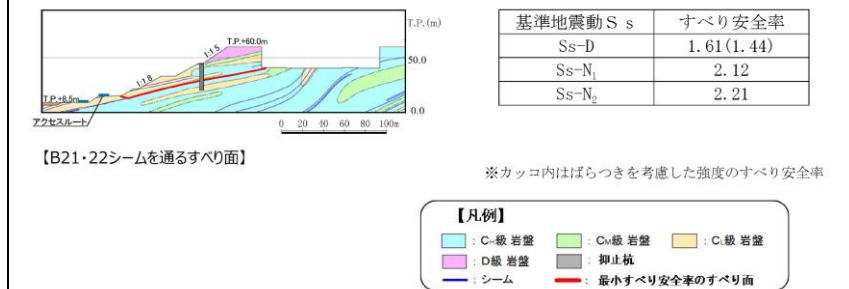 T.P.(m)
T.P.+60.0m
1:1.5
50.0
1:1.8
T.P.+8.5m
0.0
アクセスルート
0 20 40 60 80 100m
【B21・22シームを通るすべり面】
基準地震動Ss すべり安全率
Ss-D 1.61(1.44)
Ss-N₁ 2.12
Ss-N₂ 2.21
※カッコ内はばらつきを考慮した強度のすべり安全率
【凡例】
：CH級 岩盤 ：CM級 岩盤 ：CL級 岩盤
：D級 岩盤 ：抑止杭
：シーム ：最小すべり安全率のすべり面